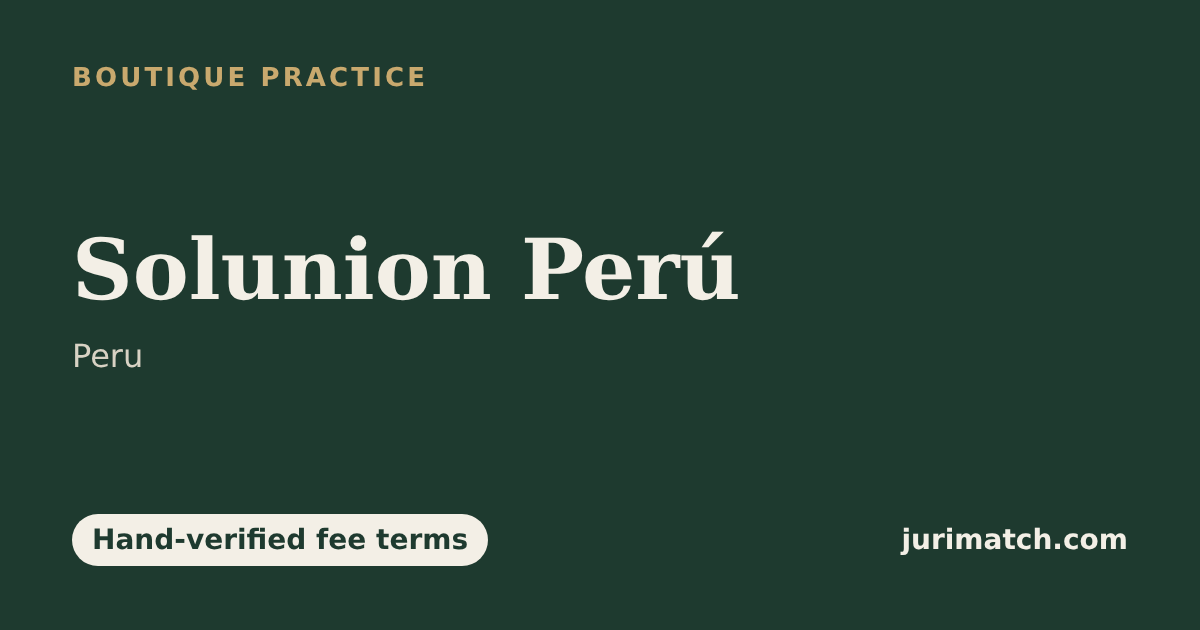 BOUTIQUE PRACTICE
Solunion Perú
Peru
Hand-verified fee terms
jurimatch.com